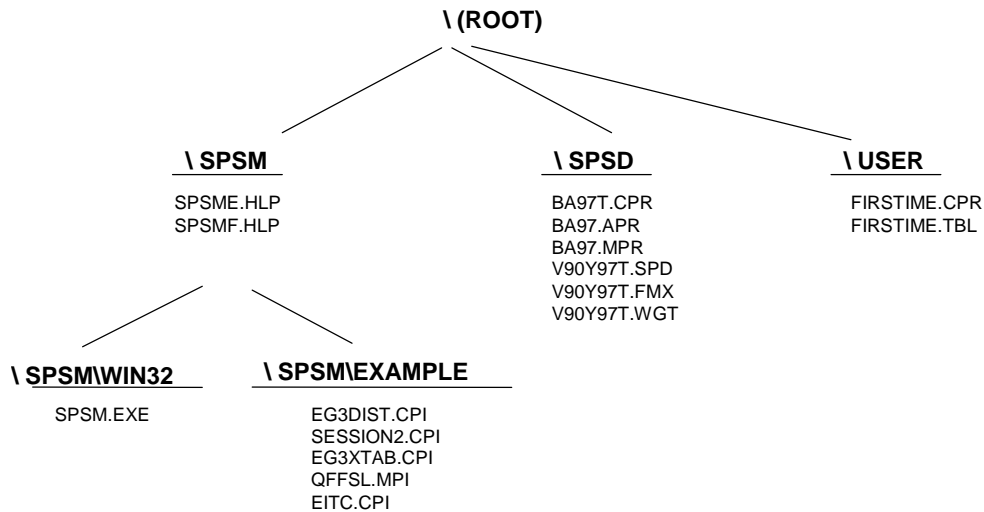 \ (ROOT)
\ SPSM
SPSME.HLP
SPSMF.HLP
\ SPSD
BA97T.CPR
BA97.APR
BA97.MPR
V90Y97T.SPD
V90Y97T.FMX
V90Y97T.WGT
\ USER
FIRSTIME.CPR
FIRSTIME.TBL
\ SPSM\WIN32
SPSM.EXE
\ SPSM\EXAMPLE
EG3DIST.CPI
SESSION2.CPI
EG3XTAB.CPI
QFFSL.MPI
EITC.CPI